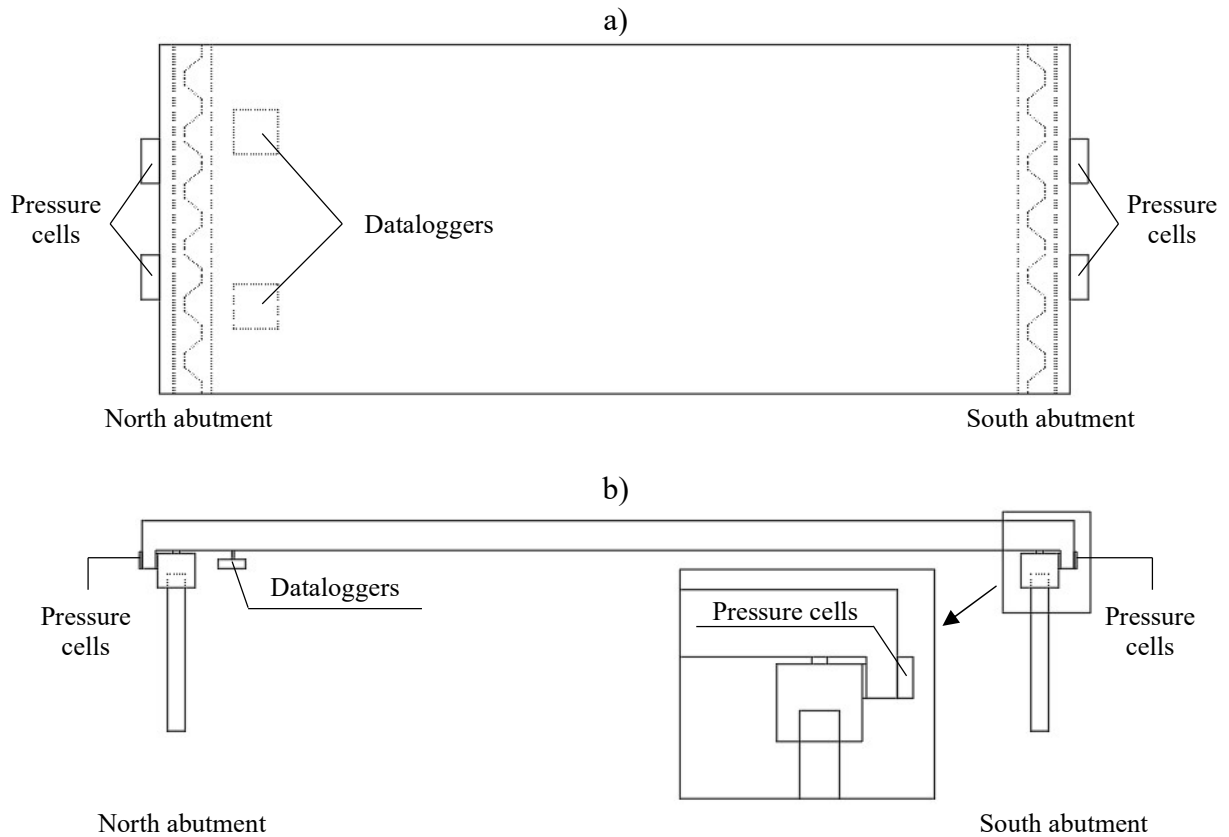 a)
Pressure
cells
Dataloggers
Pressure
cells
North abutment
South abutment
b)
Dataloggers
Pressure cells
Pressure
cells
Pressure
cells
North abutment
South abutment